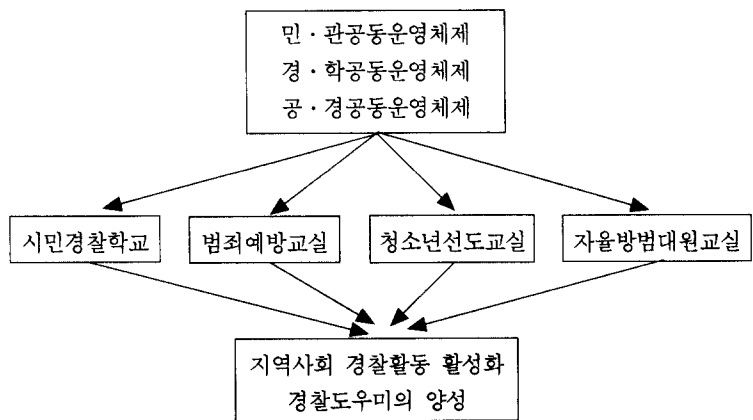 민 · 관공동운영체제
경 · 학공동운영체제
공 · 경공동운영체제
시민경찰학교
범죄예방교실
청소년선도교실
자율방범대원교실
지역사회 경찰활동 활성화
경찰도우미의 양성